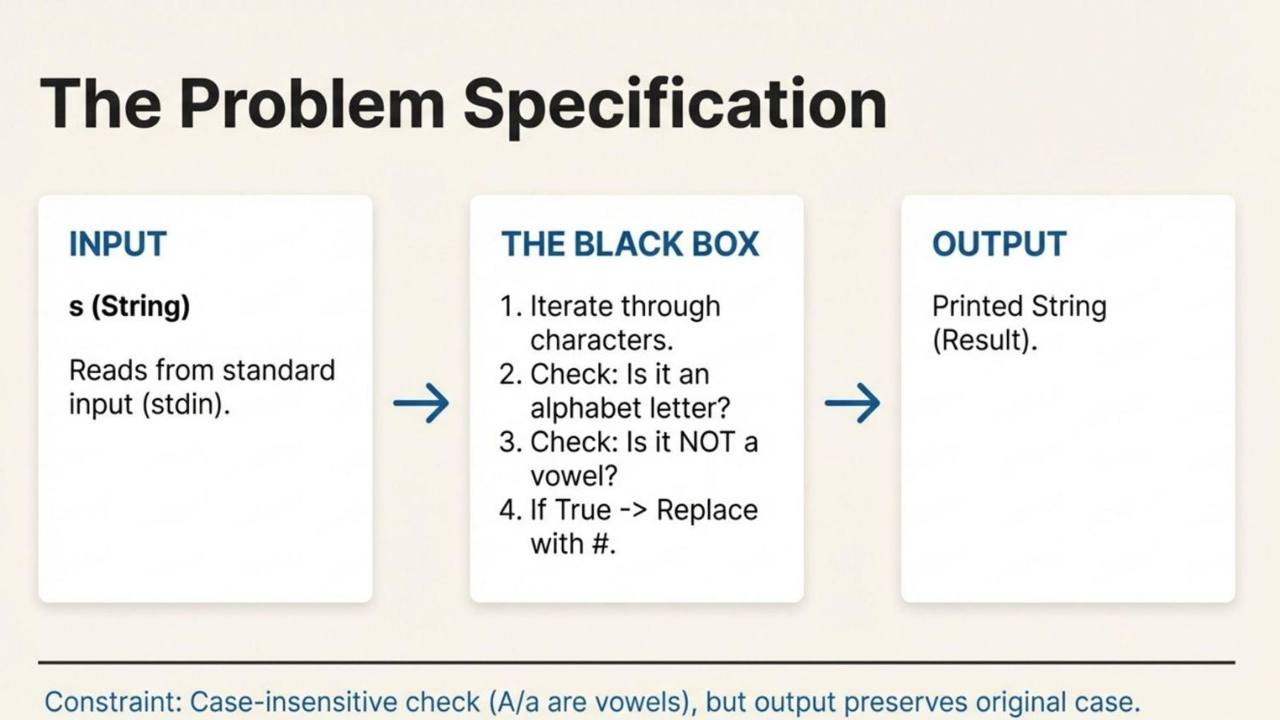 The Problem Specification
INPUT
s (String)
Reads from standard
input (stdin).
THE BLACK BOX
1. Iterate through
characters.
2. Check: Is it an
alphabet letter?
3. Check: Is it NOT a
vowel?
4. If True -> Replace
with #.
OUTPUT
Printed String
(Result).
Constraint: Case-insensitive check (A/a are vowels), but output preserves original case.